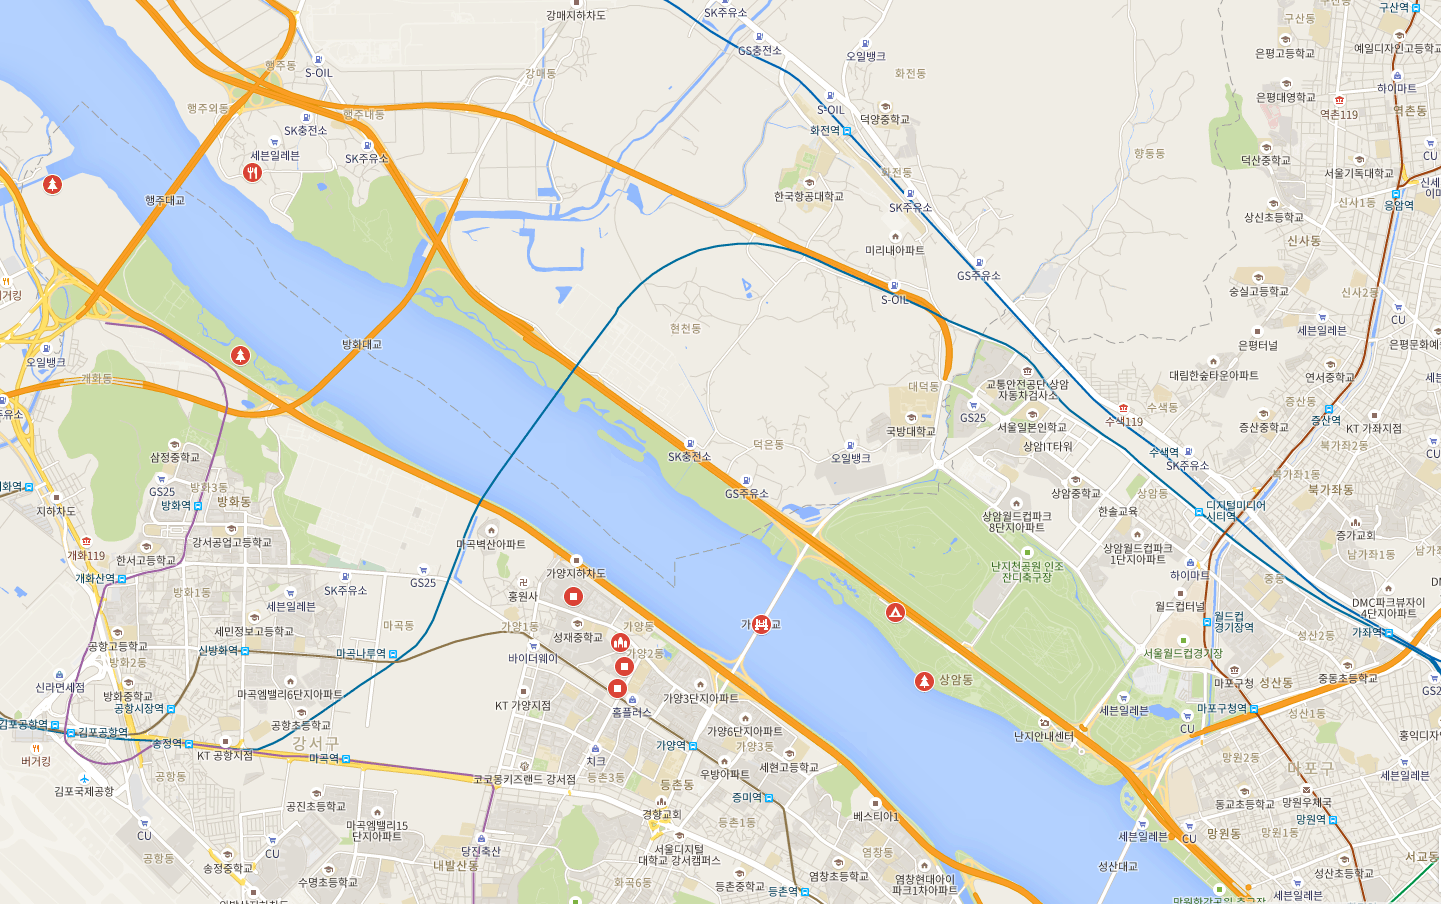 강매지하차도
SK주유소
GS충전소
오일뱅크
화전동
구산역
구산동
은평고등학교
예일디자인고등학교
행주동
S-OIL
강매동
하이마트
은평대영학교
역촌119
역촌동
행주외동
행주내동
SK충전소
S-OIL
덕양중학교
화전역
SK주유소
세븐일레븐
향동동
덕산중학교
CU
화전동
서울기독대학교
신세
이마
한국항공대학교
행주대교
SK주유소
신사1동
응암역
상신초등학교
신사동
미리내아파트
GS주유소
버거킹
숭실고등학교
신사2동
S-OIL
세븐일레븐
CU
현천동
방화대교
은평터널
은평문화예
오일뱅크
대림한숲타운아파트
연서중학교
세븐
개화동
대덕동
교통안전공단 상암
자동차검사소
증산동
주유소
GS25
수색119
수색동
증산역
국방대학교
서울일본인학교
증산중학교
KT 가좌지점
덕은동
상암IT타워
북가좌2동
CU
삼정중학교
SK충전소
오일뱅크
수색역
SK주유소
북가좌1동
화역
GS25
방화3동
방화동
GS주유소
상암중학교
상암동
북가좌동
지하차도
방화역
한솔교육
디지털미디어
시티역
상암월드컵파크
8단지아파트
증가교회
강서공업고등학교
마곡벽산아파트
개화119
한서고등학교
상암월드컵파크
1단지아파트
남가좌1동
난지천공원 인조
잔디축구장
개화산역
가양지하차도
GS25
하이마트
중동
SK주유소
방화1동
세븐일레븐
홍원사
월드컵터널
DMC파크뷰자이
4단지아파트
월드컵
경기장역
세민정보고등학교
마곡동
가양1동
성재중학교
가양동
성산2동
가좌역
공항고등학교
신방화역
마곡나루역
바이더웨이
가양2동
서울월드컵경기장
방화2동
신라면세점
방화중학교
마곡엠밸리6단지아파트
상암동
마포구청
성산동
중동초등학교
GS2
공항시장역
KT 가양지점
홈플러스
가양3단지아파트
세븐일레븐
마포구청역
성산1동
공항초등학교
김포공항역
김포공항역
송정역
강서구
가양6단지아파트
난지안내센터
CU
홍익디자인
KT 공항지점
마곡역
가양역
가양3동
버거킹
치크
망원2동
마포구
세븐일레븐
공항동
코코몽키즈랜드 강서점
등촌3동
등촌동
우방아파트
세현고등학교
김포국제공항
공진초등학교
증미역
동교초등학교
망원우체국
마곡엠밸리15
단지아파트
경향교회
등촌1동
베스티아1
망원역
CU
CU
세븐일레븐
CU
망원동
망원1동
공항동
송정중학교
당진축산
내발산동
서울디지털
대학교 강서캠퍼스
염창동
성산대교
서교동
수명초등학교
화곡6동
등촌중학교
염창초등학교
염창현대아이
파크1차아파트
성산초등학교
등촌역
세븐일레븐